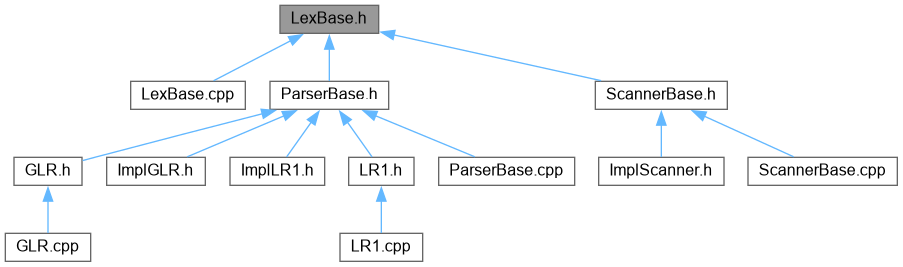 LexBase.h
LexBase.cpp
ParserBase.h
ScannerBase.h
GLR.h
ImplGLR.h
ImplLR1.h
LR1.h
ParserBase.cpp
ImplScanner.h
ScannerBase.cpp
GLR.cpp
LR1.cpp